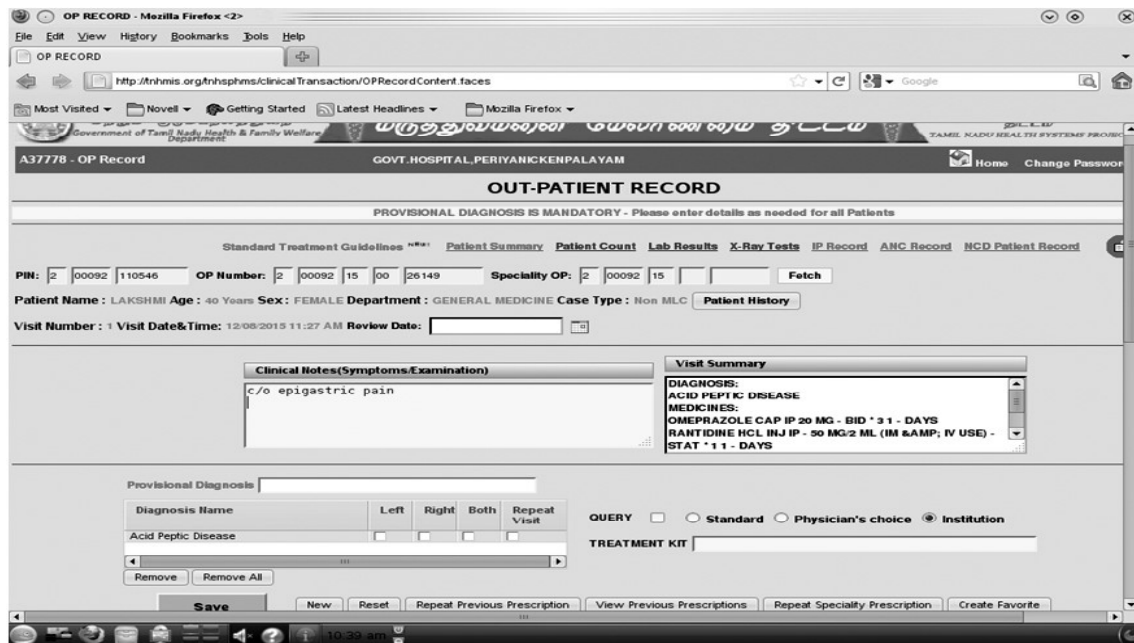 OP RECORD - Mozilla Firefox <2>
File Edit View History Bookmarks Tools Help
OP RECORD
http://tnhmis.org/tnhsphms/clinicalTransaction/OPRecordContent.faces
Google
Most Visited Novell Getting Started Latest Headlines Mozilla Firefox
Government of Tamil Nadu Health & Family Welfare
Department
TAMIL NADU HEALTH SYSTEMS PROJEC
A37778 - OP Record GOVT.HOSPITAL,PERIYANICKENPALAYAM Home Change Passwor
OUT-PATIENT RECORD
PROVISIONAL DIAGNOSIS IS MANDATORY - Please enter details as needed for all Patients
Standard Treatment Guidelines Patient Summary Patient Count Lab Results X-Ray Tests IP Record ANC Record NCD Patient Record
PIN: 2 00092 110546 OP Number: 2 00092 15 00 26149 Speciality OP: 2 00092 15 Fetch
Patient Name : LAKSHMI Age : 40 Years Sex : FEMALE Department : GENERAL MEDICINE Case Type : Non MLC Patient History
Visit Number : 1 Visit Date&Time: 12/08/2015 11:27 AM Review Date:
Clinical Notes(Symptoms/Examination)
c/o epigastric pain
Visit Summary
DIAGNOSIS:
ACID PEPTIC DISEASE
MEDICINES:
OMEPRAZOLE CAP IP 20 MG - BID * 3 1 - DAYS
RANTIDINE HCL INJ IP - 50 MG/2 ML (IM &AMP; IV USE) -
STAT * 1 1 - DAYS
Provisional Diagnosis
Diagnosis Name Left Right Both Repeat Visit
Acid Peptic Disease
QUERY Standard Physician's choice Institution
TREATMENT KIT
Remove Remove All
Save New Reset Repeat Previous Prescription View Previous Prescriptions Repeat Speciality Prescription Create Favorite
10:39 am